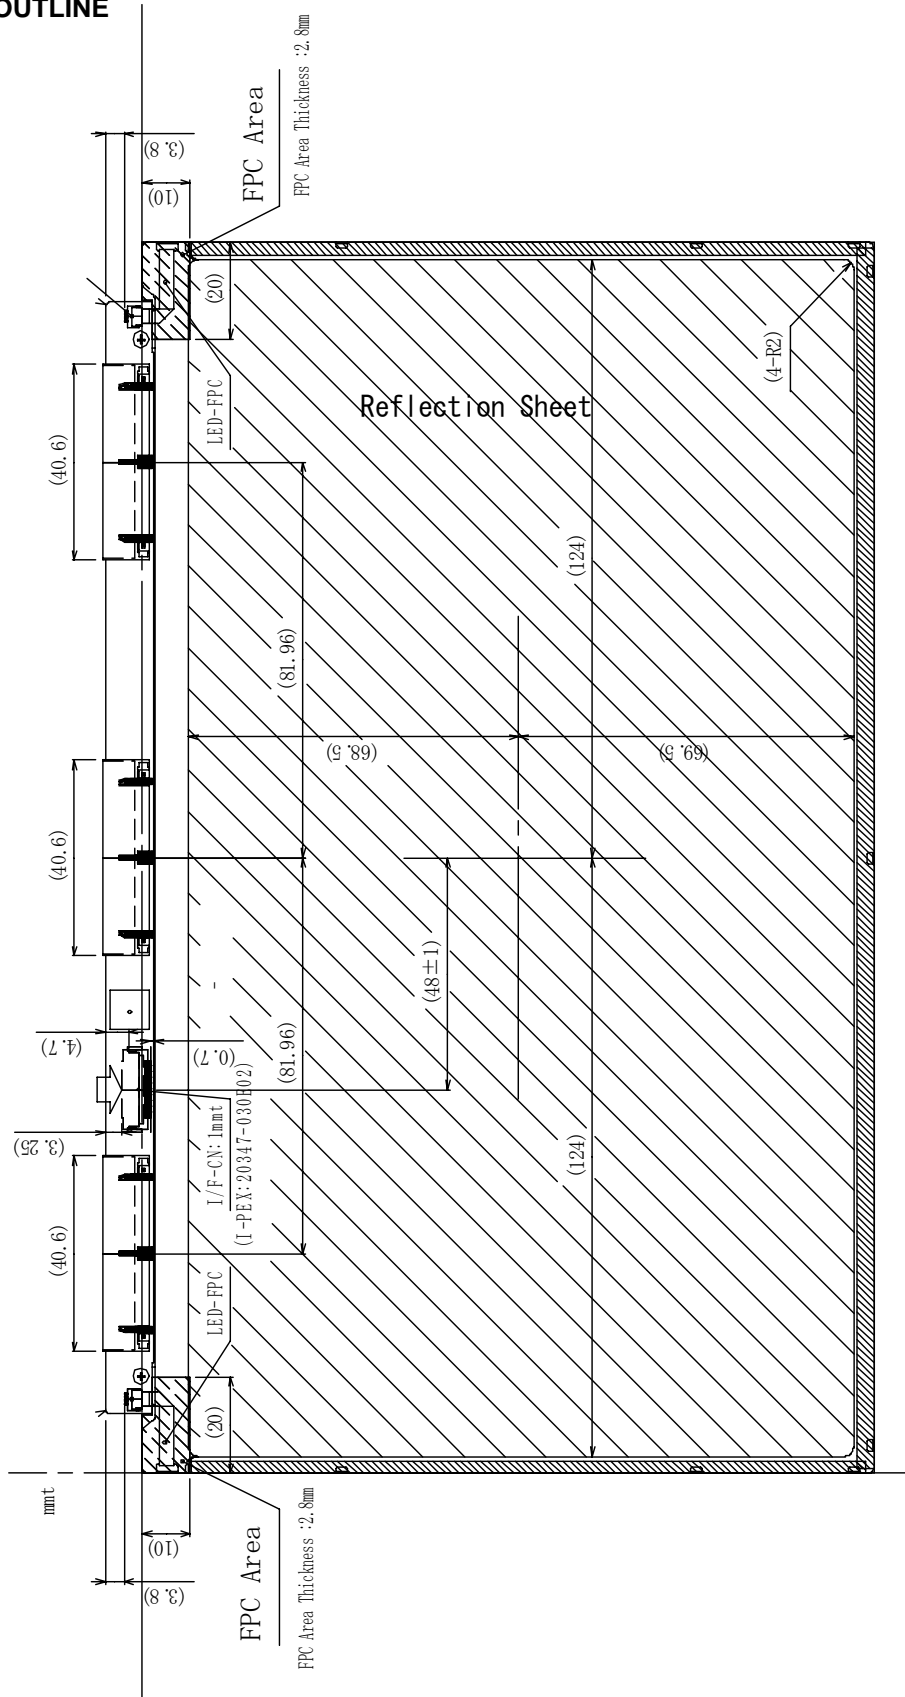 OUTLINE
FPC Area
FPC Area Thickness :2.8mm
(3.8)
(10)
(20)
LED-FPC
(40.6)
Reflection Sheet
(4-R2)
(124)
(81.96)
(68.5)
(69.5)
(40.6)
(48±1)
(4.7)
(0.7)
(81.96)
(3.25)
I/F-CN:1mmt
(I-PEX:20347-030E02)
(124)
(40.6)
LED-FPC
(20)
mmt
(10)
(3.8)
FPC Area
FPC Area Thickness :2.8mm